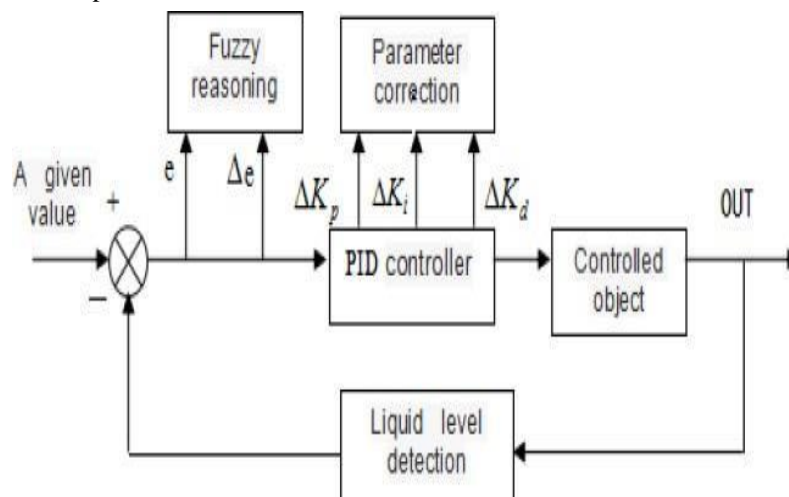 Fuzzy
reasoning
Parameter
correction
A given
value
+
e
Δe
ΔK_p
ΔK_i
ΔK_d
OUT
PID controller
Controlled
object
−
Liquid level
detection